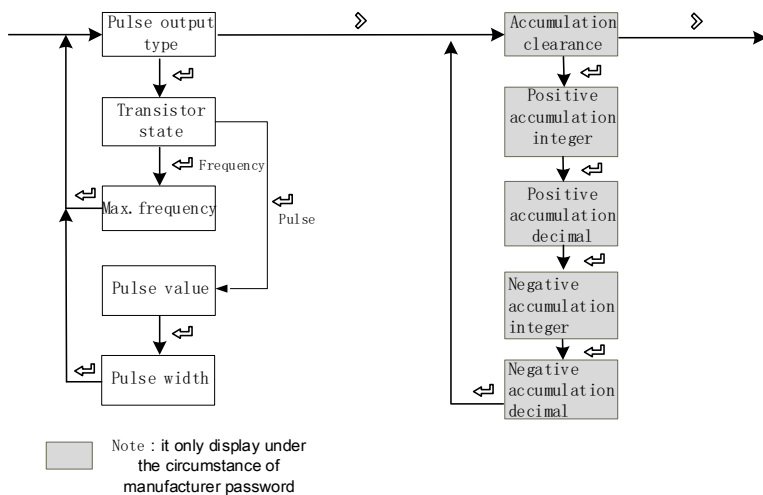 Pulse output
type
Transistor
state
Frequency
Pulse
Max.frequency
Pulse value
Pulse width
Accumulation
clearance
Positive
accumulation
integer
Positive
accumulation
decimal
Negative
accumulation
integer
Negative
accumulation
decimal
Note : it only display under
the circumstance of
manufacturer password